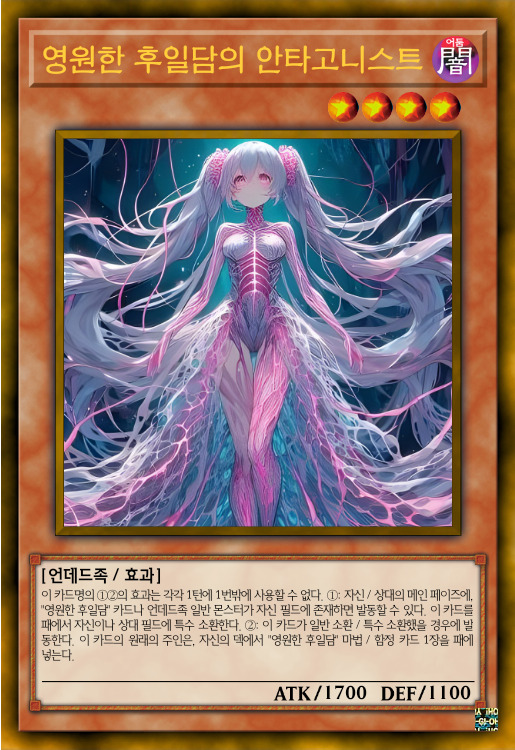 영원한 후일담의 안타고니스트
어둠
闇
[언데드족 / 효과]
이 카드명의 ①②의 효과는 각각 1턴에 1번밖에 사용할 수 없다. ①: 자신 / 상대의 메인 페이즈에,
"영원한 후일담" 카드나 언데드족 일반 몬스터가 자신 필드에 존재하면 발동할 수 있다. 이 카드를
패에서 자신이나 상대 필드에 특수 소환한다. ②: 이 카드가 일반 소환 / 특수 소환했을 경우에 발
동한다. 이 카드의 원래의 주인은, 자신의 덱에서 "영원한 후일담" 마법 / 함정 카드 1장을 패에
넣는다.
ATK/1700 DEF/1100